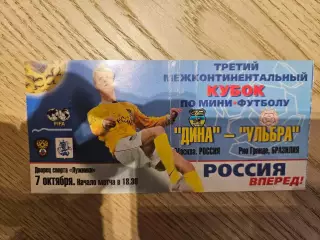 ТРЕТИЙ
МЕЖКОНТИНЕНТАЛЬНЫЙ
КУБОК
ПО МИНИ-ФУТБОЛУ
FIFA
"ДИНА" – "УЛЬБРА"
Москва, РОССИЯ
Рио Гранде, БРАЗИЛИЯ
Дворец спорта «Лужники»
7 октября. Начало матча в 18.30
РОССИЯ
ВПЕРЕД!